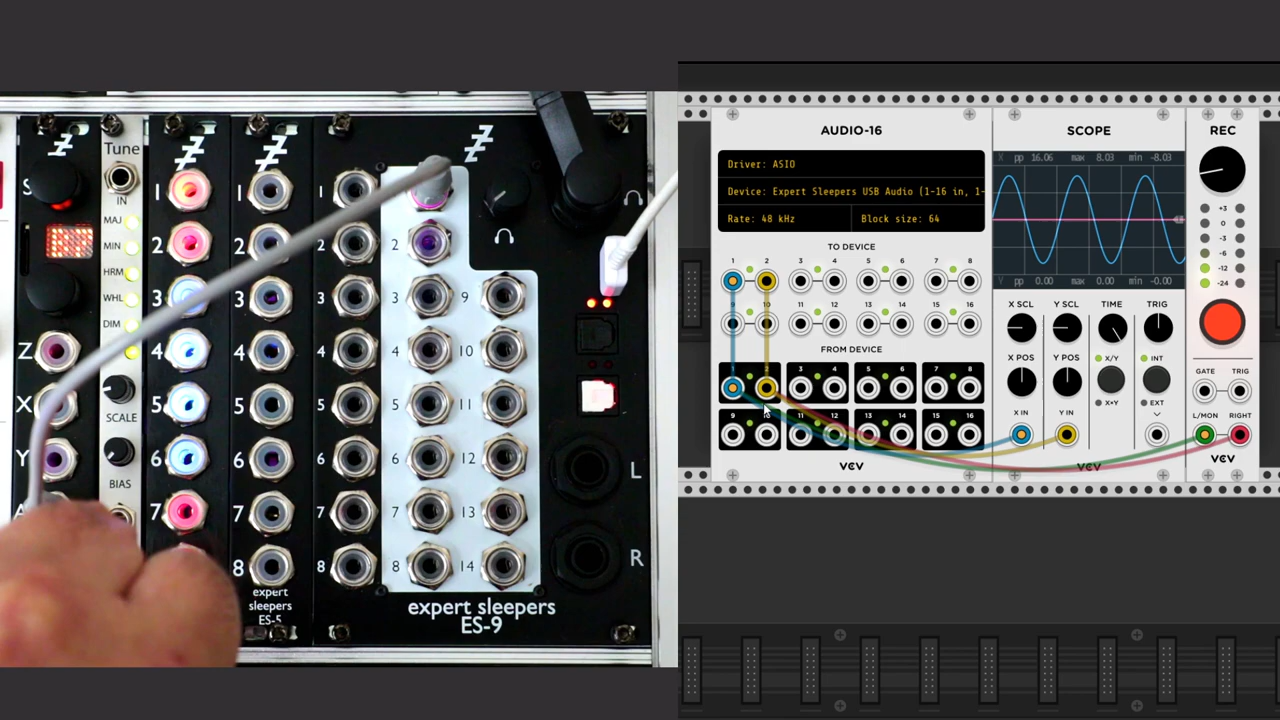 Tune
IN
MAJ
MIN
HRM
WHL
DIM
SCALE
BIAS
S
Z
X
Y
1
2
3
4
5
6
7
1
2
3
4
5
6
7
8
expert
sleepers
ES-5
1
2
3
4
5
6
7
8
2
3
4
5
6
7
8
9
10
11
12
13
14
L
R
expert sleepers
ES-9
AUDIO-16
Driver: ASIO
Device: Expert Sleepers USB Audio (1-16 in, 1-
Rate: 48 kHz
Block size: 64
TO DEVICE
1 2 3 4 5 6 7 8
9 10 11 12 13 14 15 16
FROM DEVICE
1 2 3 4 5 6 7 8
9 10 11 12 13 14 15 16
VCV
SCOPE
X pp 16.06 max 8.03 min -8.03
Y pp 0.00 max 0.00 min 0.00
X SCL Y SCL TIME TRIG
X POS Y POS X/Y INT
X×Y EXT
X IN Y IN
VCV
REC
+3
0
-3
-6
-12
-24
GATE TRIG
L/MON RIGHT
VCV